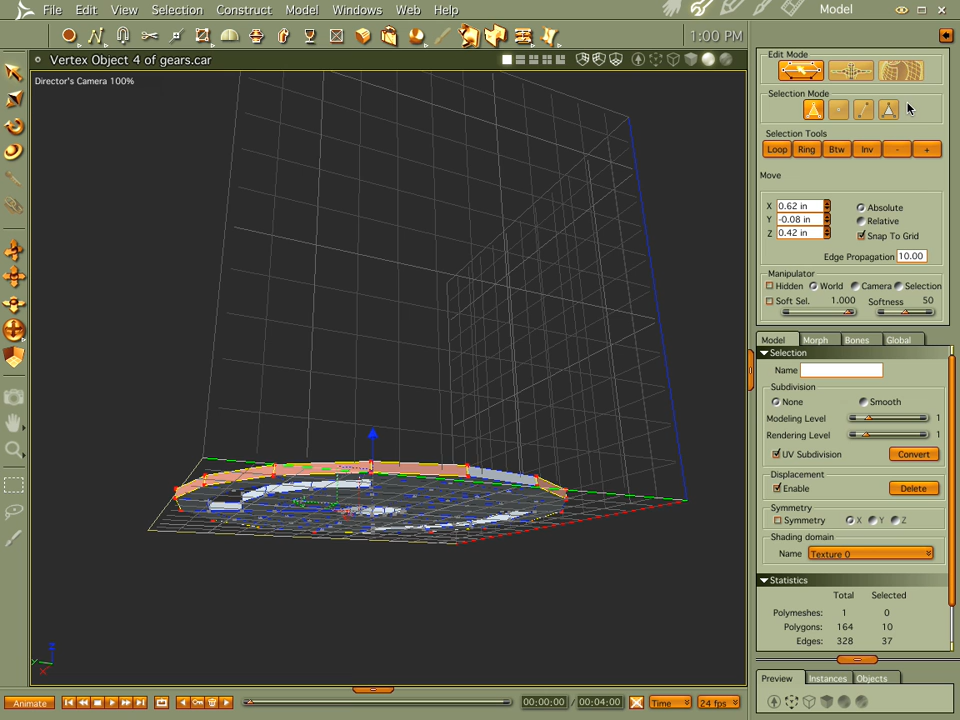 File Edit View Selection Construct Model Windows Web Help Model
1:00 PM
Vertex Object 4 of gears.car
Director's Camera 100%
Edit Mode
Selection Mode
Selection Tools
Loop Ring Btw Inv - +
Move
X 0.62 in Absolute
Y -0.08 in Relative
Z 0.42 in Snap To Grid
Edge Propagation 10.00
Manipulator
Hidden World Camera Selection
Soft Sel. 1.000 Softness 50
Model Morph Bones Global
Selection
Name
Subdivision
None Smooth
Modeling Level 1
Rendering Level 1
UV Subdivision Convert
Displacement
Enable Delete
Symmetry
Symmetry X Y Z
Shading domain
Name Texture 0
Statistics
Total Selected
Polymeshes: 1 0
Polygons: 164 10
Edges: 328 37
Preview Instances Objects
Animate 00:00:00 / 00:04:00 Time 24 fps